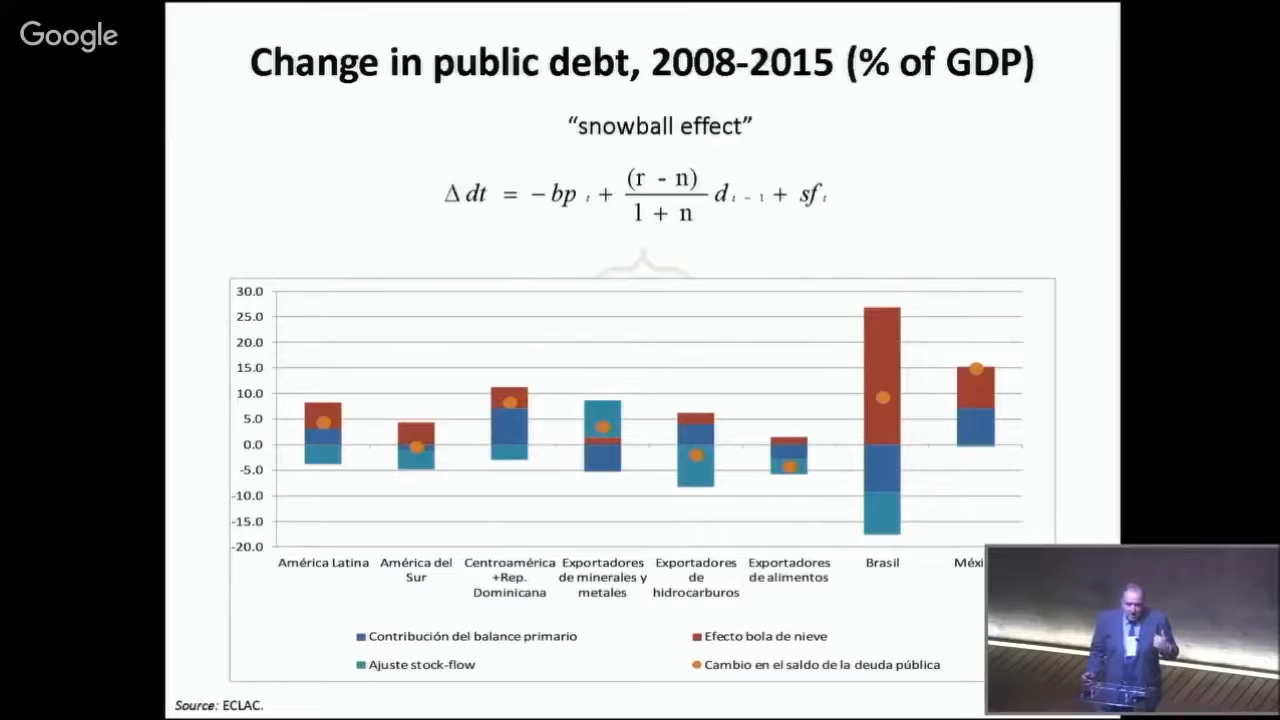 Google
Change in public debt, 2008-2015 (% of GDP)
“snowball effect”
Δ dt = − bp t + (r - n) / 1 + n d t - 1 + sf t
30.0
25.0
20.0
15.0
10.0
5.0
0.0
-5.0
-10.0
-15.0
-20.0
América Latina
América del Sur
Centroamérica +Rep. Dominicana
Exportadores de minerales y metales
Exportadores de hidrocarburos
Exportadores de alimentos
Brasil
Contribución del balance primario
Efecto bola de nieve
Ajuste stock-flow
Cambio en el saldo de la deuda pública
Source: ECLAC.